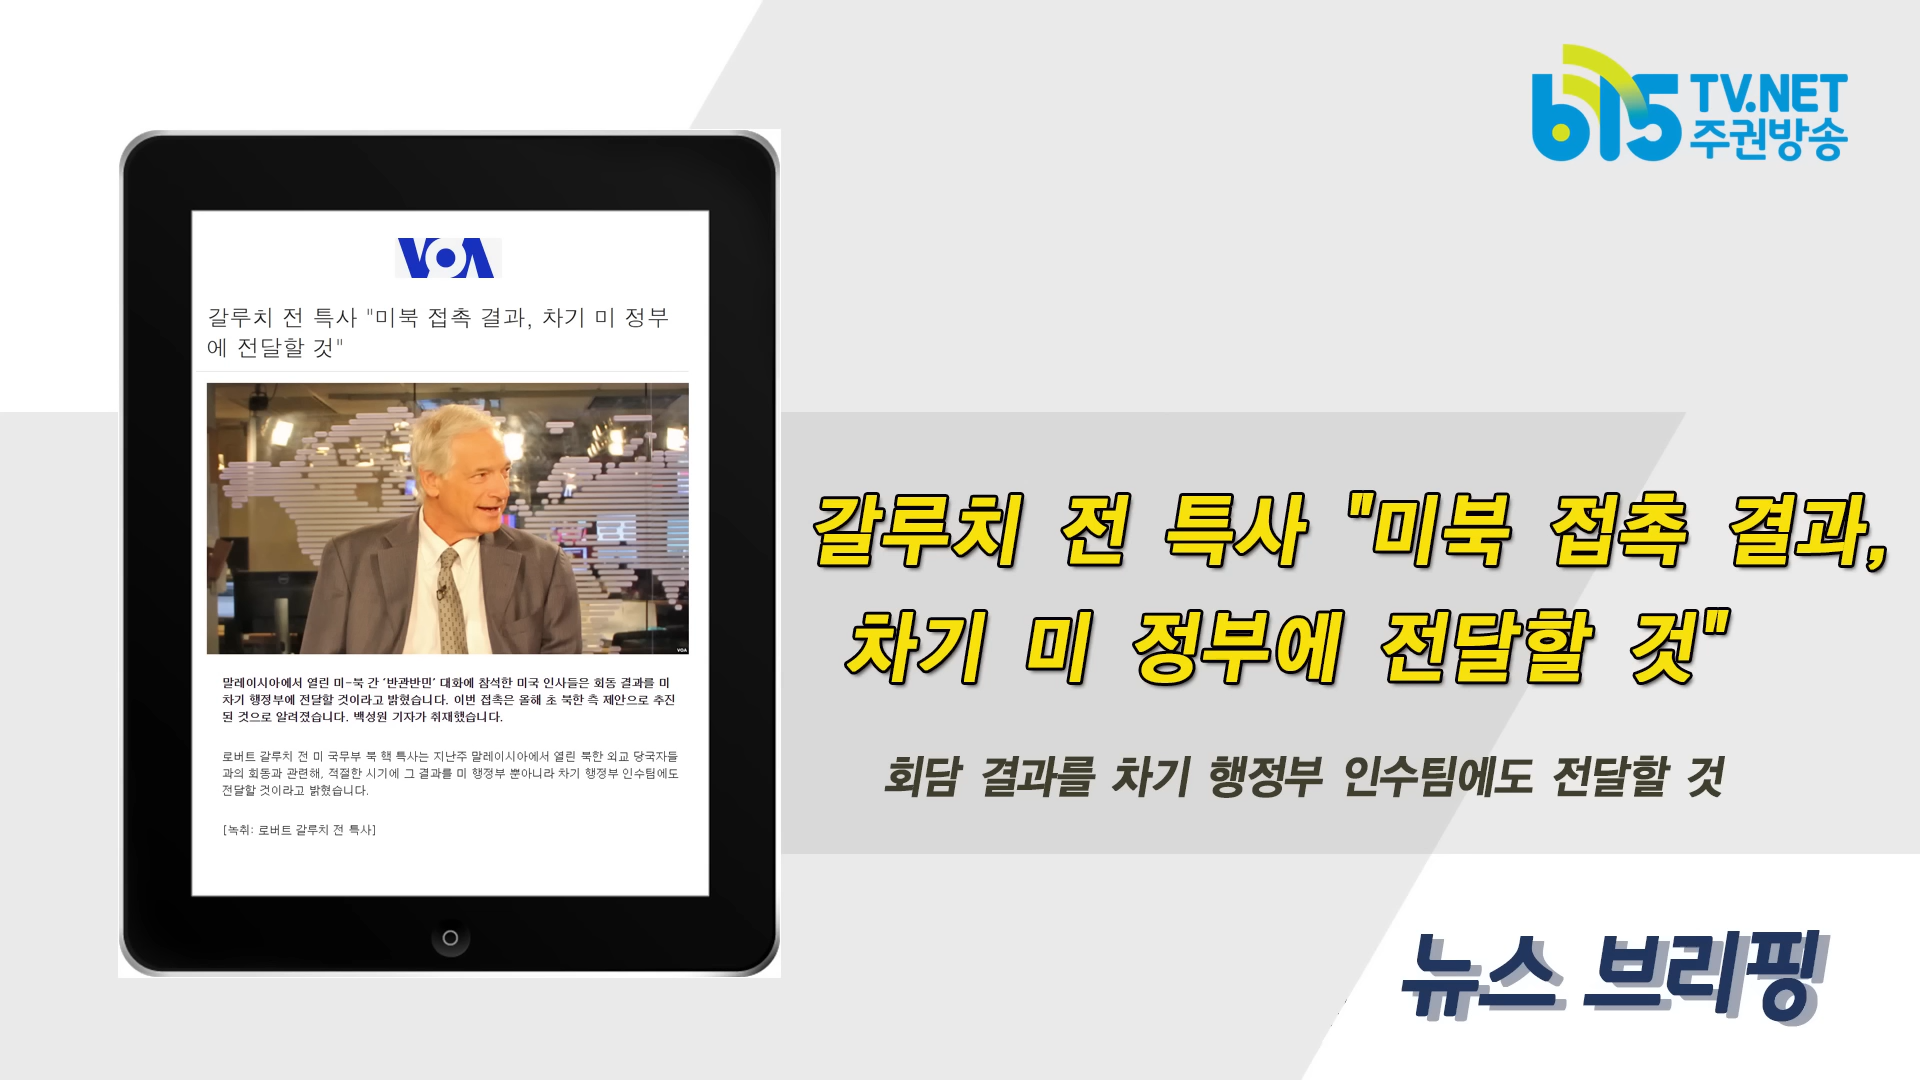 615 TV.NET
주권방송
VOA
갈루치 전 특사 "미북 접촉 결과, 차기 미 정부
에 전달할 것"
VOA
말레이시아에서 열린 미-북 간 ‘반관반민’ 대화에 참석한 미국 인사들은 회동 결과를 미
차기 행정부에 전달할 것이라고 밝혔습니다. 이번 접촉은 올해 초 북한 측 제안으로 추진
된 것으로 알려졌습니다. 백성원 기자가 취재했습니다.
로버트 갈루치 전 미 국무부 북 핵 특사는 지난주 말레이시아에서 열린 북한 외교 당국자들
과의 회동과 관련해, 적절한 시기에 그 결과를 미 행정부 뿐아니라 차기 행정부 인수팀에도
전달할 것이라고 밝혔습니다.
[녹취: 로버트 갈루치 전 특사]
갈루치 전 특사 "미북 접촉 결과,
차기 미 정부에 전달할 것"
회담 결과를 차기 행정부 인수팀에도 전달할 것
뉴스 브리핑